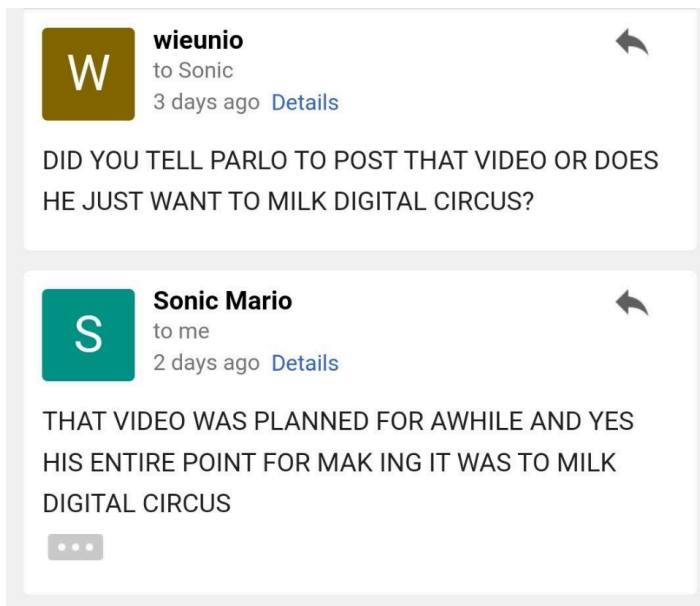 W
wieunio
to Sonic
3 days ago Details
DID YOU TELL PARLO TO POST THAT VIDEO OR DOES
HE JUST WANT TO MILK DIGITAL CIRCUS?
S
Sonic Mario
to me
2 days ago Details
THAT VIDEO WAS PLANNED FOR AWHILE AND YES
HIS ENTIRE POINT FOR MAK ING IT WAS TO MILK
DIGITAL CIRCUS